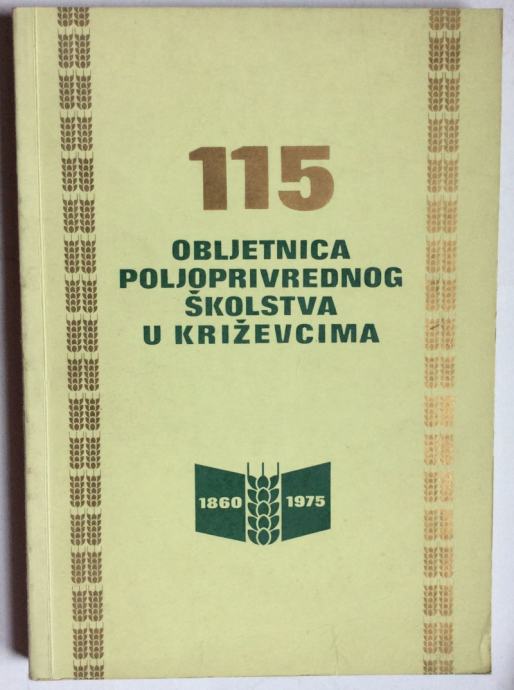 115
OBLJETNICA
POLJOPRIVREDNOG
ŠKOLSTVA
U KRIŽEVCIMA
1860 1975